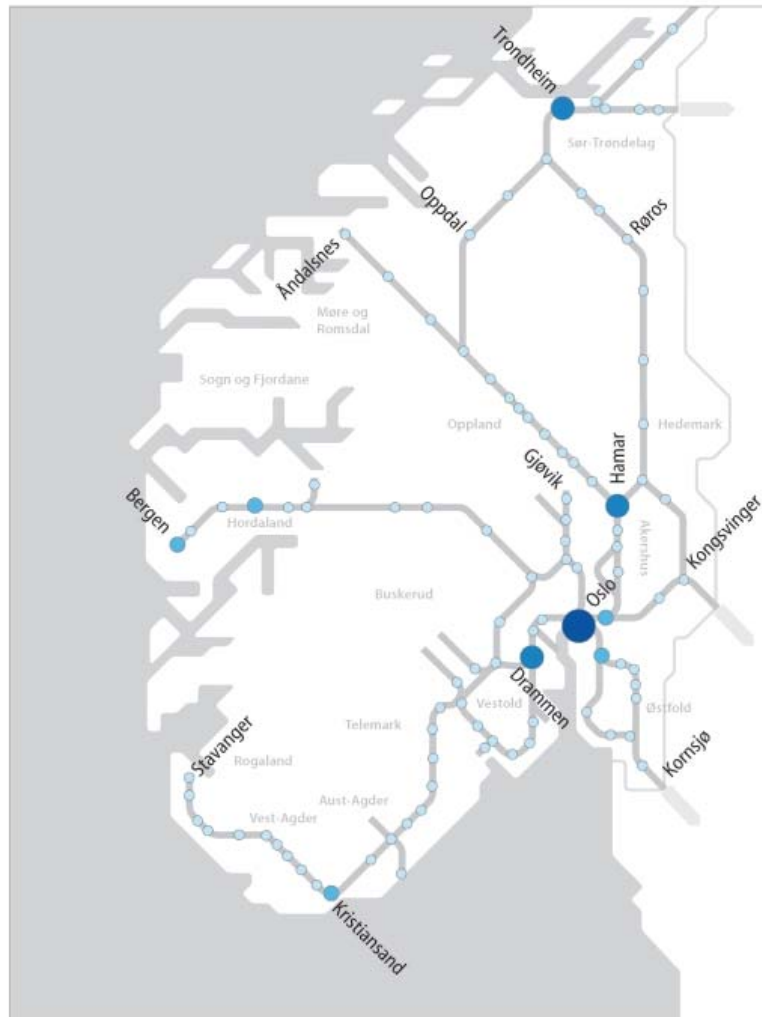 Trondheim
Sør-Trøndelag
Oppdal
Røros
Åndalsnes
Møre og
Romsdal
Sogn og Fjordane
Oppland
Hedemark
Gjøvik
Hamar
Bergen
Hordaland
Akershus
Kongsvinger
Buskerud
Oslo
Drammen
Vestold
Østfold
Telemark
Kornsjø
Stavanger
Rogaland
Aust-Agder
Vest-Agder
Kristiansand